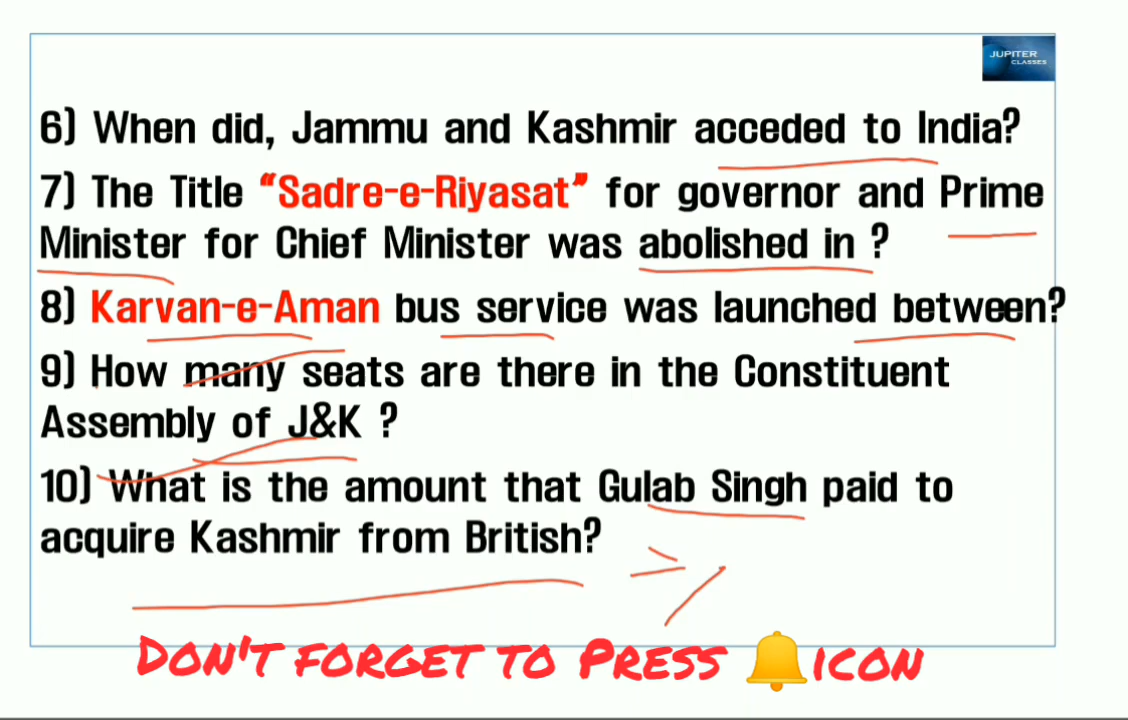 JUPITER
CLASSES
6) When did, Jammu and Kashmir acceded to India?
7) The Title “Sadre-e-Riyasat” for governor and Prime
Minister for Chief Minister was abolished in ?
8) Karvan-e-Aman bus service was launched between?
9) How many seats are there in the Constituent
Assembly of J&K ?
10) What is the amount that Gulab Singh paid to
acquire Kashmir from British?
DON'T FORGET TO PRESS 🔔ICON